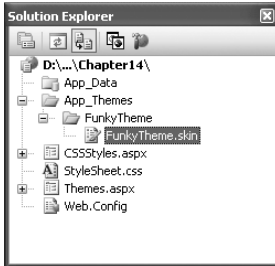 Solution Explorer
D:\...\Chapter14\
App_Data
App_Themes
FunkyTheme
FunkyTheme.skin
CSSStyles.aspx
StyleSheet.css
Themes.aspx
Web.Config